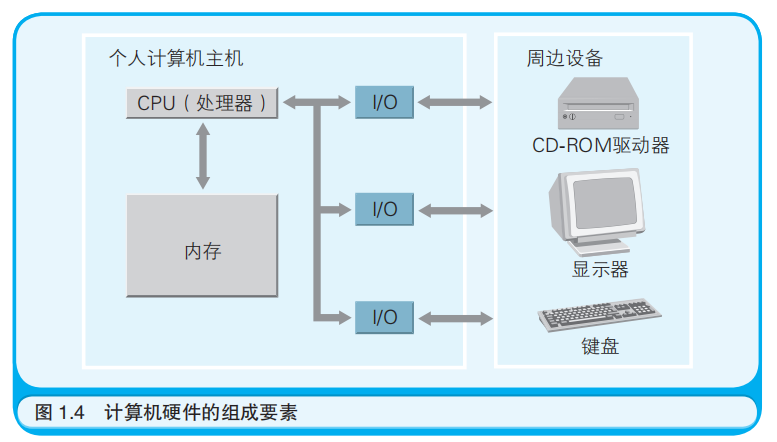 个人计算机主机
周边设备
CPU（处理器）
I/O
CD-ROM驱动器
I/O
内存
显示器
I/O
键盘
图 1.4 计算机硬件的组成要素